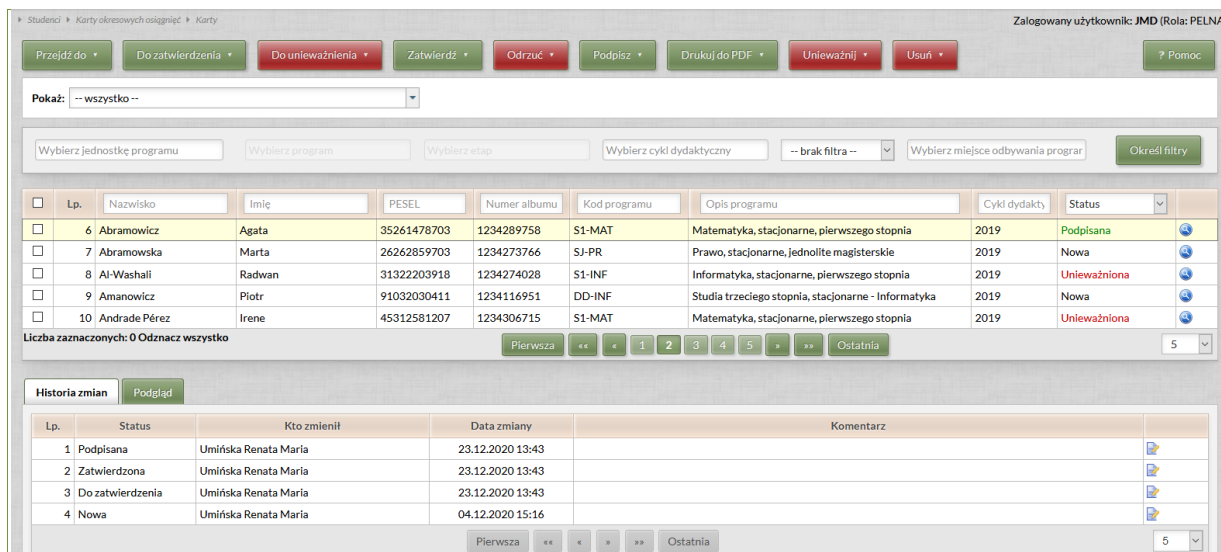 Studenci Karty okresowych osiągnięć Karty Zalogowany użytkownik: JMD (Rola: PEŁNA
Przejdź do Do zatwierdzenia Do unieważnienia Zatwierdź Odrzuć Podpisz Drukuj do PDF Unieważnij Usuń ? Pomoc
Pokaż: -- wszystko --
Wybierz jednostkę programu Wybierz program Wybierz etap Wybierz cykl dydaktyczny -- brak filtra -- Wybierz miejsce odbywania prograr Określ filtry
Lp. Nazwisko Imię PESEL Numer albumu Kod programu Opis programu Cykl dydakty Status
6 Abramowicz Agata 35261478703 1234289758 S1-MAT Matematyka, stacjonarne, pierwszego stopnia 2019 Podpisana
7 Abramowska Marta 26262859703 1234273766 SJ-PR Prawo, stacjonarne, jednolite magisterskie 2019 Nowa
8 Al-Washali Radwan 31322203918 1234274028 S1-INF Informatyka, stacjonarne, pierwszego stopnia 2019 Unieważniona
9 Amanowicz Piotr 91032030411 1234116951 DD-INF Studia trzeciego stopnia, stacjonarne - Informatyka 2019 Nowa
10 Andrade Pérez Irene 45312581207 1234306715 S1-MAT Matematyka, stacjonarne, pierwszego stopnia 2019 Unieważniona
Liczba zaznaczonych: 0 Odznacz wszystko Pierwsza «« « 1 2 3 4 5 » »» Ostatnia 5
Historia zmian Podgląd
Lp. Status Kto zmienił Data zmiany Komentarz
1 Podpisana Umińska Renata Maria 23.12.2020 13:43
2 Zatwierdzona Umińska Renata Maria 23.12.2020 13:43
3 Do zatwierdzenia Umińska Renata Maria 23.12.2020 13:43
4 Nowa Umińska Renata Maria 04.12.2020 15:16
Pierwsza «« « » »» Ostatnia 5